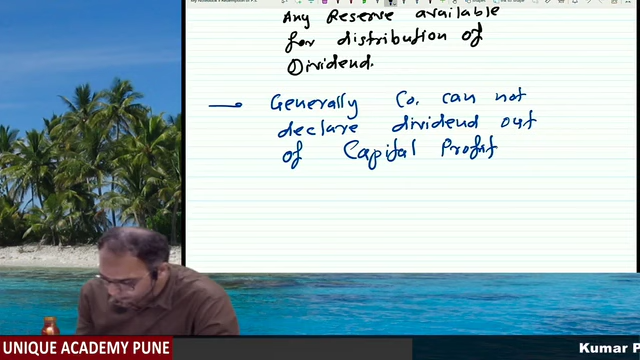 Any Reserve available
for distribution of
Dividend.
→ Generally Co. can not
declare dividend out
of Capital Profit
UNIQUE ACADEMY PUNE
Kumar P